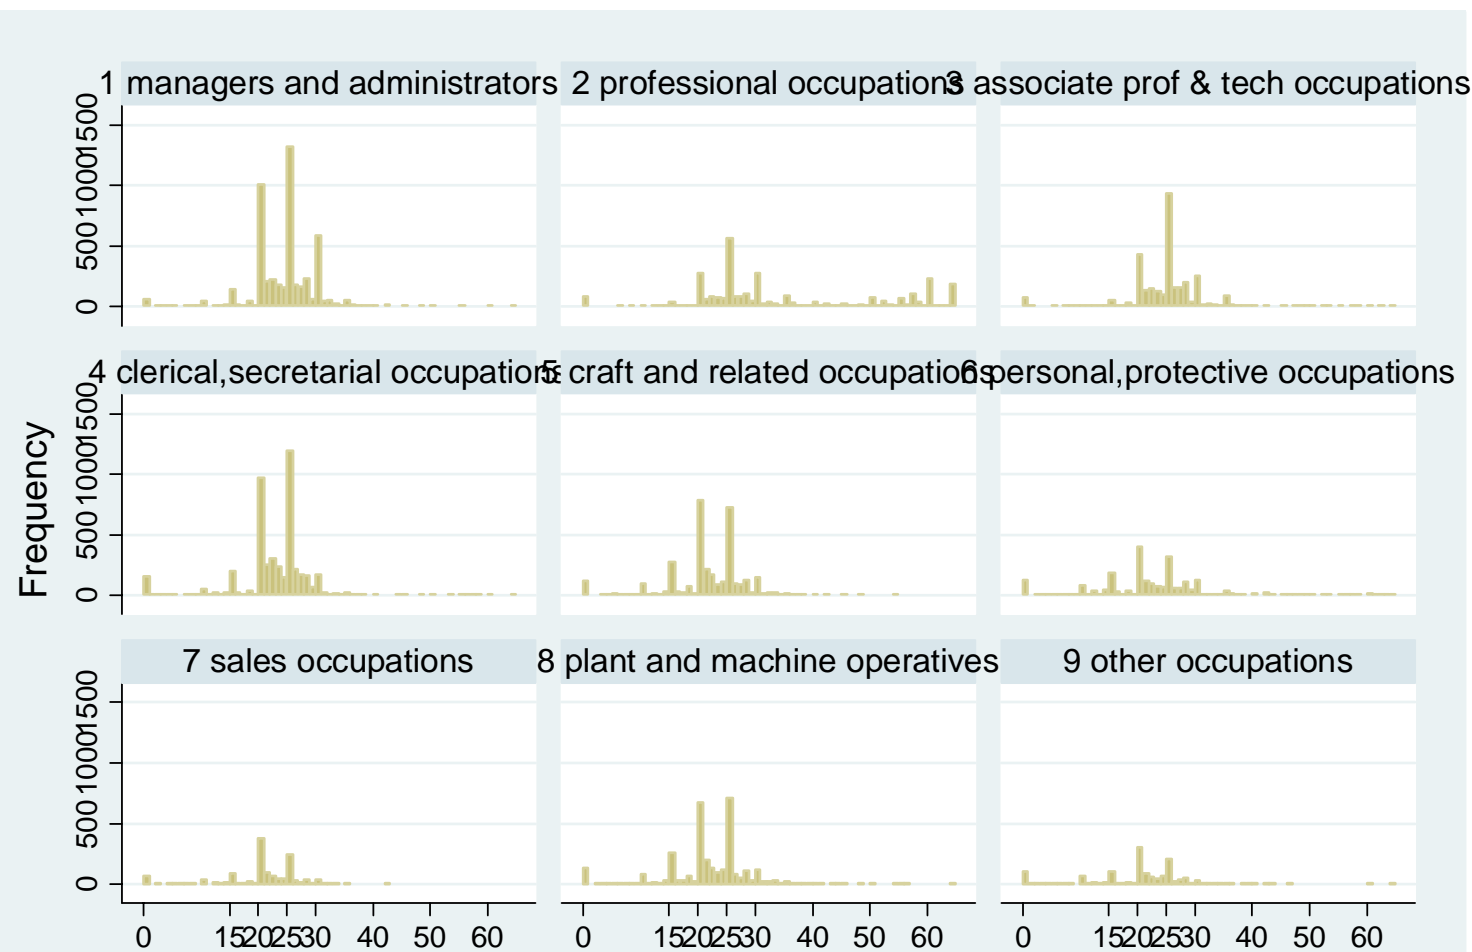 1 managers and administrators
2 professional occupations
3 associate prof & tech occupations
0 500 1000 1500
4 clerical,secretarial occupations
5 craft and related occupations
6 personal,protective occupations
0 500 1000 1500
Frequency
7 sales occupations
8 plant and machine operatives
9 other occupations
0 500 1000 1500
0 15 20 25 30 40 50 60
0 15 20 25 30 40 50 60
0 15 20 25 30 40 50 60